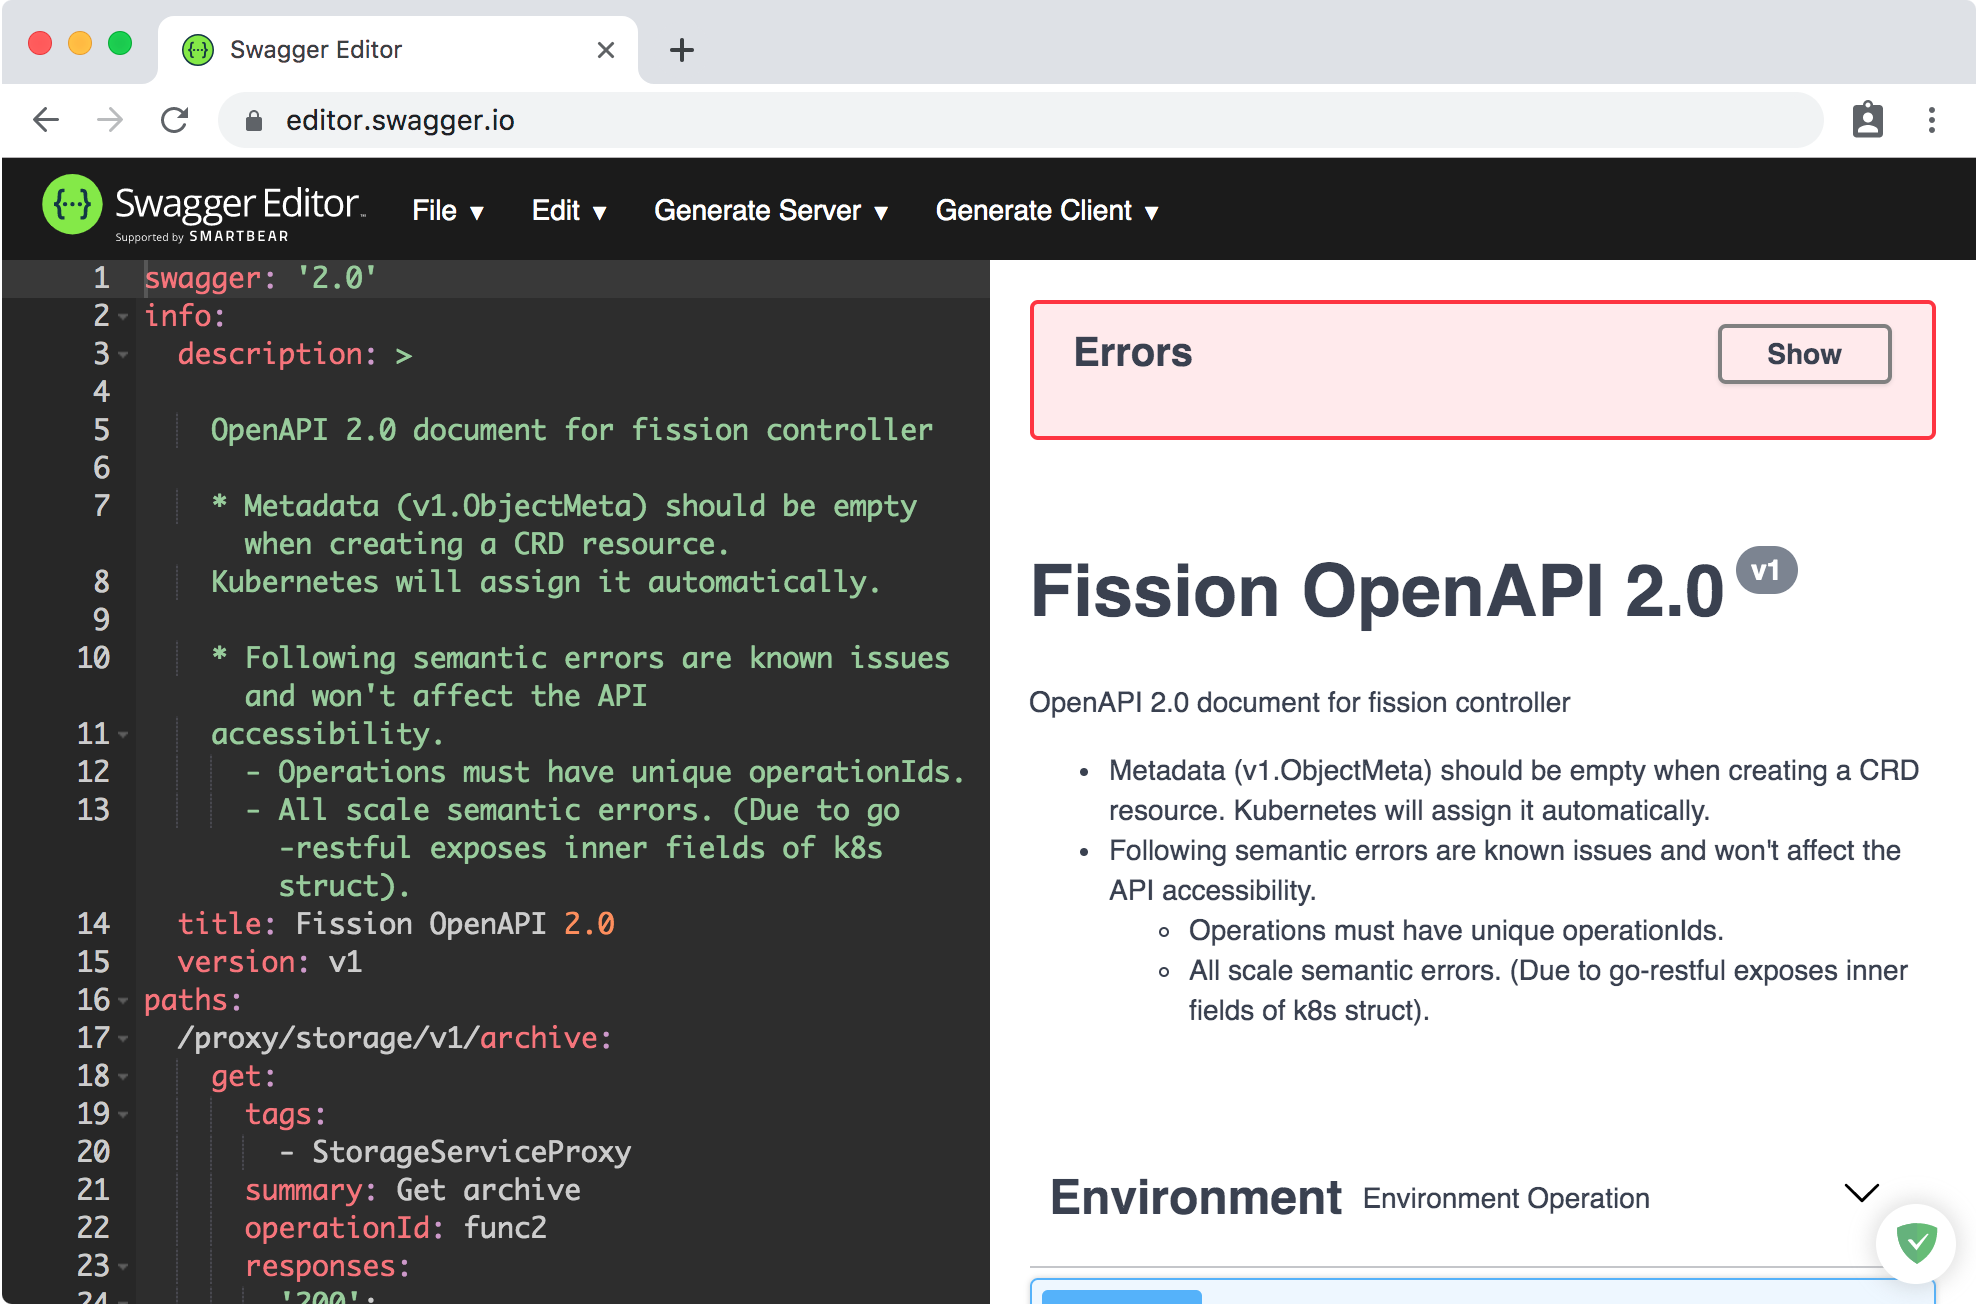 Swagger Editor
editor.swagger.io
Swagger Editor™
Supported by SMARTBEAR
File ▼ Edit ▼ Generate Server ▼ Generate Client ▼
1 swagger: '2.0'
2 info:
3 description: >
4
5 OpenAPI 2.0 document for fission controller
6
7 * Metadata (v1.ObjectMeta) should be empty
when creating a CRD resource.
8 Kubernetes will assign it automatically.
9
10 * Following semantic errors are known issues
and won't affect the API
11 accessibility.
12 - Operations must have unique operationIds.
13 - All scale semantic errors. (Due to go
-restful exposes inner fields of k8s
struct).
14 title: Fission OpenAPI 2.0
15 version: v1
16 paths:
17 /proxy/storage/v1/archive:
18 get:
19 tags:
20 - StorageServiceProxy
21 summary: Get archive
22 operationId: func2
23 responses:
24 '200':
Errors
Show
Fission OpenAPI 2.0 v1
OpenAPI 2.0 document for fission controller
• Metadata (v1.ObjectMeta) should be empty when creating a CRD
resource. Kubernetes will assign it automatically.
• Following semantic errors are known issues and won't affect the
API accessibility.
◦ Operations must have unique operationIds.
◦ All scale semantic errors. (Due to go-restful exposes inner
fields of k8s struct).
Environment Environment Operation